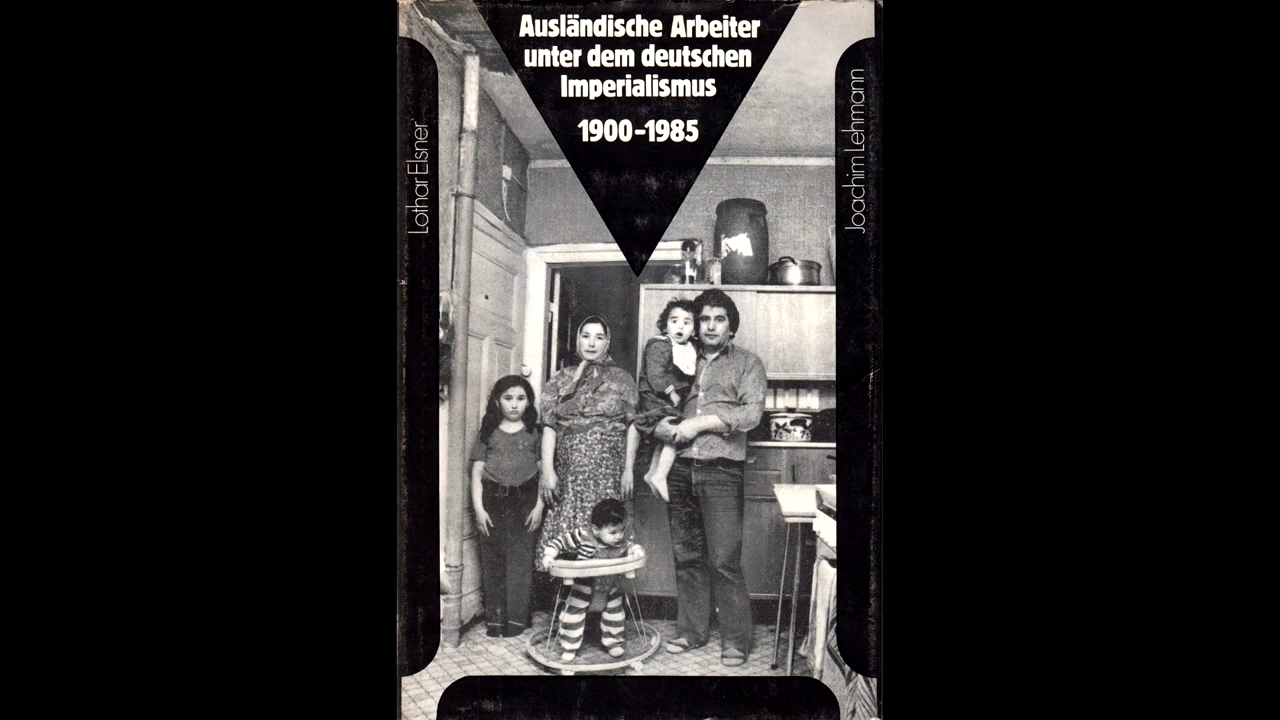 Ausländische Arbeiter
unter dem deutschen
Imperialismus
1900-1985
Lothar Elsner
Joachim Lehmann